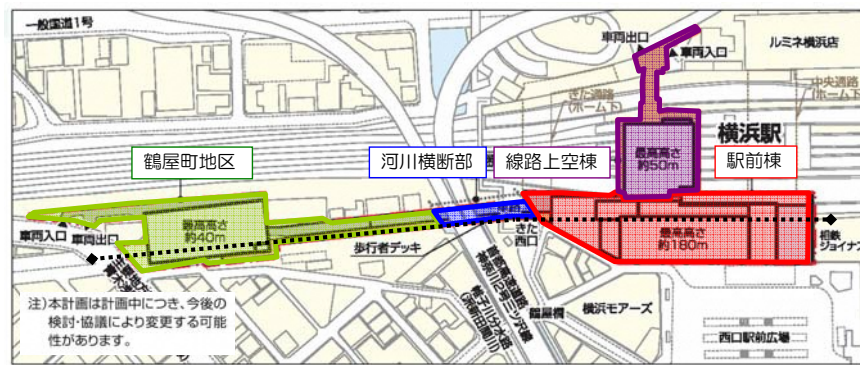 一般国道1号
車両出口
車両入口
ルミネ横浜店
きた通路
(ホーム下)
中央通路
(ホーム下)
横浜駅
鶴屋町地区
河川横断部
線路上空棟
駅前棟
最高高さ
約50m
最高高さ
約40m
最高高さ
約180m
車両入口
車両出口
きた
西口
相鉄
ジョイナス
歩行者デッキ
鶴屋橋
横浜モアーズ
西口駅前広場
注)本計画は計画中につき、今後の
検討・協議により変更する可能
性があります。